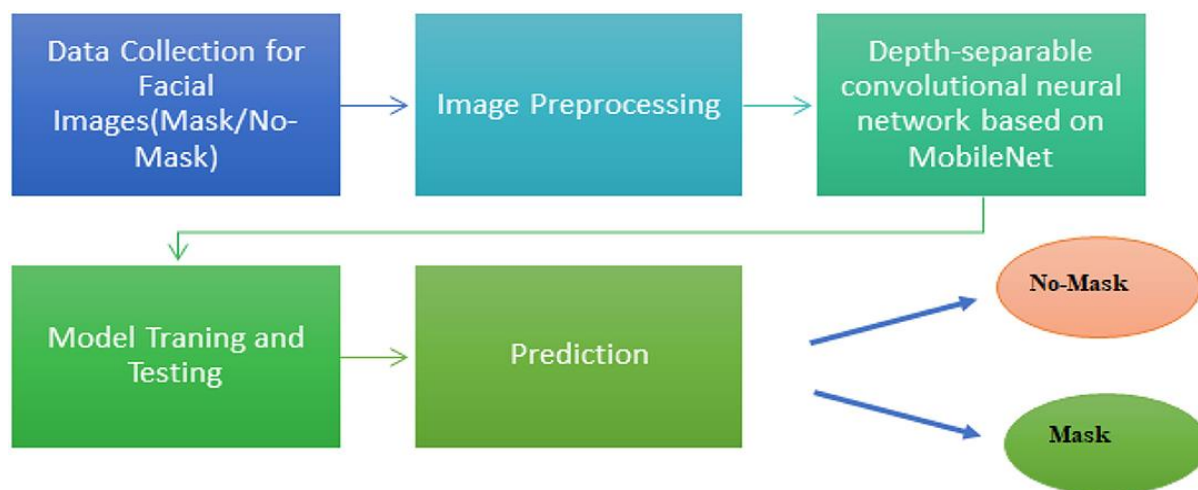 Data Collection for
Facial
Images(Mask/No-
Mask)
Image Preprocessing
Depth-separable
convolutional neural
network based on
MobileNet
Model Traning and
Testing
Prediction
No-Mask
Mask